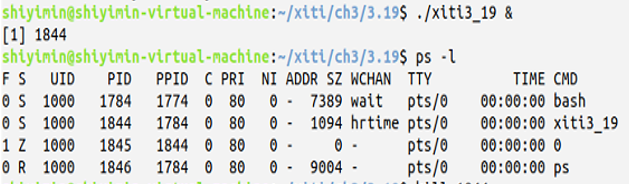 shiyimin@shiyimin-virtual-machine:~/xiti/ch3/3.19$ ./xiti3_19 &
[1] 1844
shiyimin@shiyimin-virtual-machine:~/xiti/ch3/3.19$ ps -l
F S UID PID PPID C PRI NI ADDR SZ WCHAN TTY TIME CMD
0 S 1000 1784 1774 0 80 0 - 7389 wait pts/0 00:00:00 bash
0 S 1000 1844 1784 0 80 0 - 1094 hrtime pts/0 00:00:00 xiti3_19
1 Z 1000 1845 1844 0 80 0 - 0 - pts/0 00:00:00 0
0 R 1000 1846 1784 0 80 0 - 9004 - pts/0 00:00:00 ps